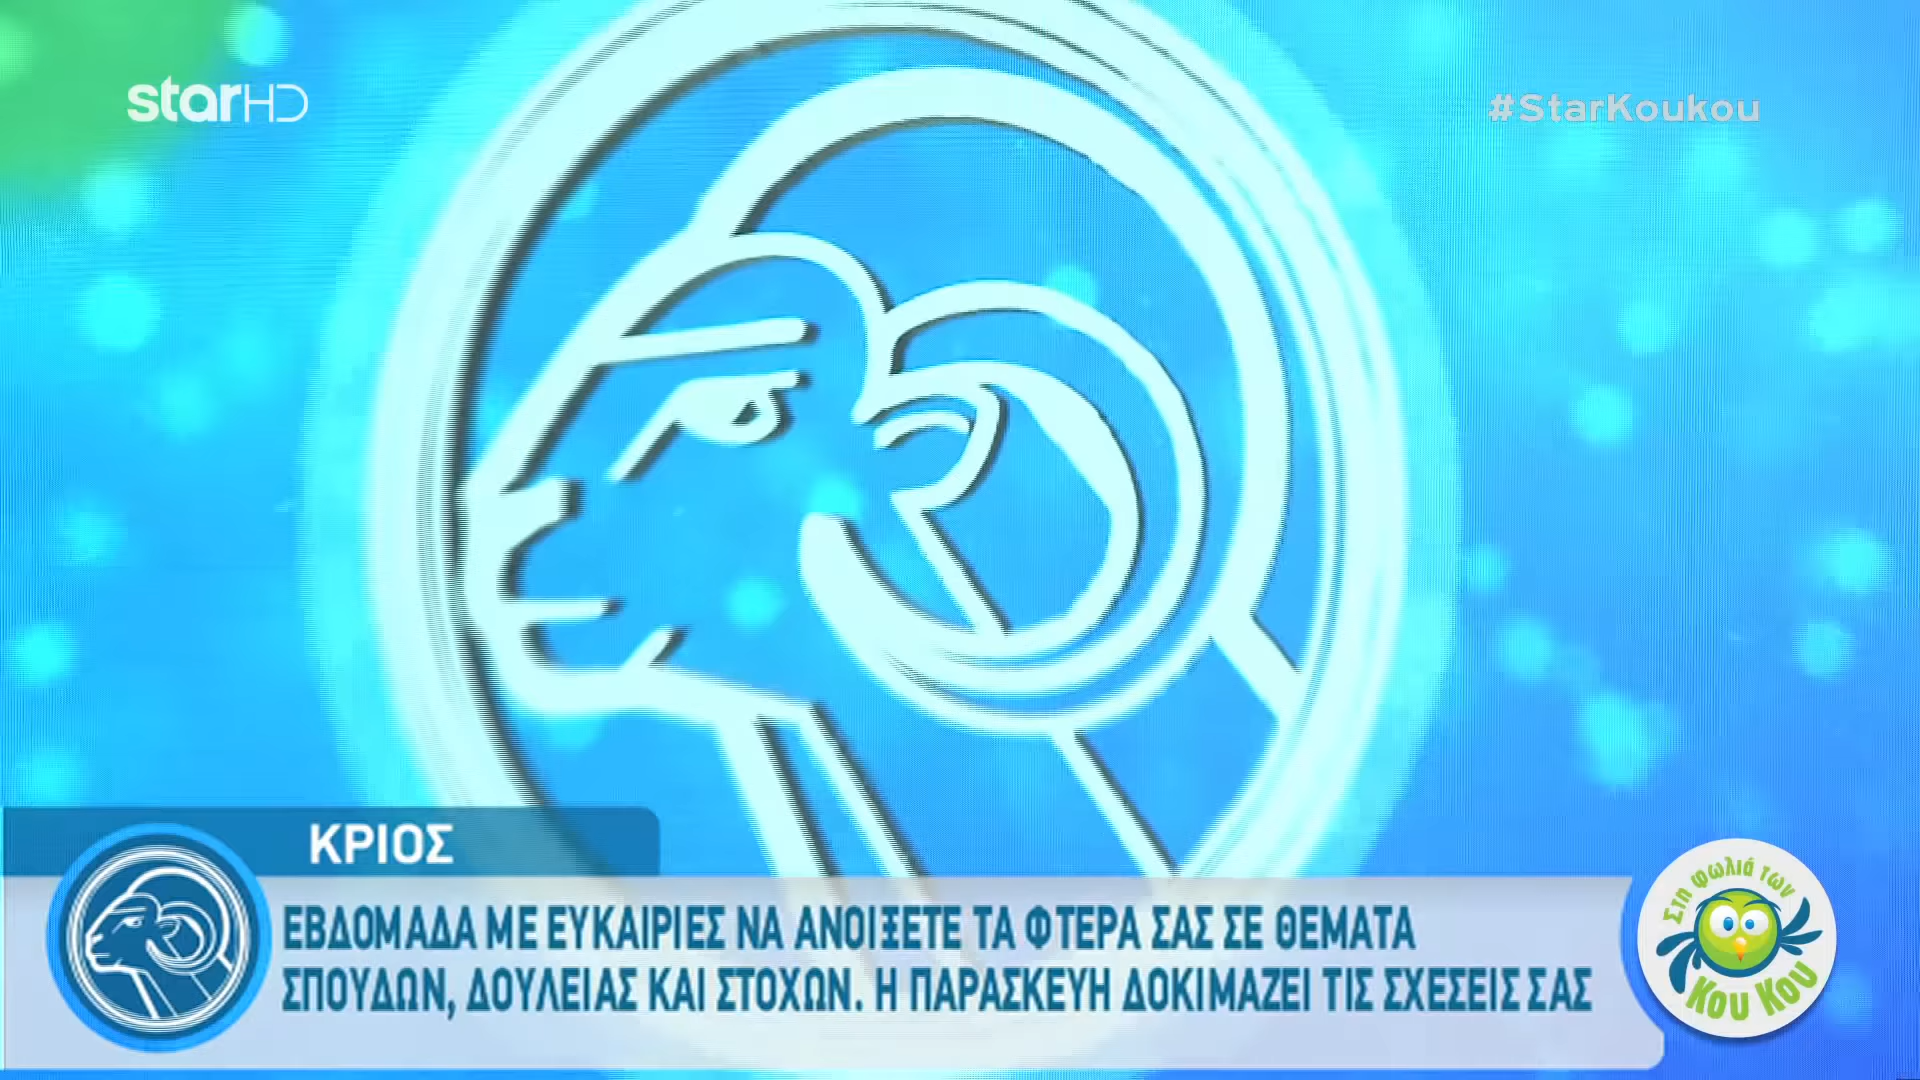 starHD
#StarKoukou
ΚΡΙΟΣ
ΕΒΔΟΜΑΔΑ ΜΕ ΕΥΚΑΙΡΙΕΣ ΝΑ ΑΝΟΙΞΕΤΕ ΤΑ ΦΤΕΡΑ ΣΑΣ ΣΕ ΘΕΜΑΤΑ
ΣΠΟΥΔΩΝ, ΔΟΥΛΕΙΑΣ ΚΑΙ ΣΤΟΧΩΝ. Η ΠΑΡΑΣΚΕΥΗ ΔΟΚΙΜΑΖΕΙ ΤΙΣ ΣΧΕΣΕΙΣ ΣΑΣ
Στη φωλιά των
Κου Κου